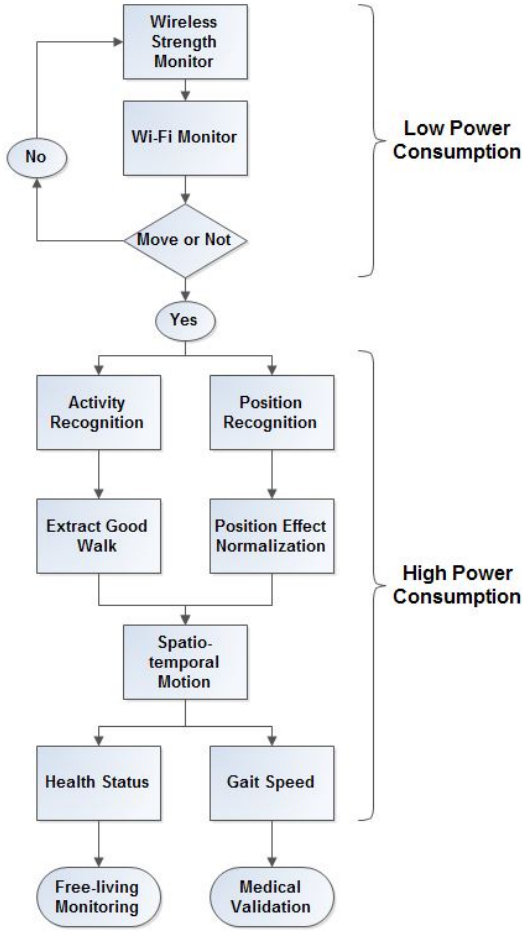 Wireless
Strength
Monitor
Wi-Fi Monitor
Low Power
Consumption
No
Move or Not
Yes
Activity
Recognition
Position
Recognition
Extract Good
Walk
Position Effect
Normalization
High Power
Consumption
Spatio-
temporal
Motion
Health Status
Gait Speed
Free-living
Monitoring
Medical
Validation